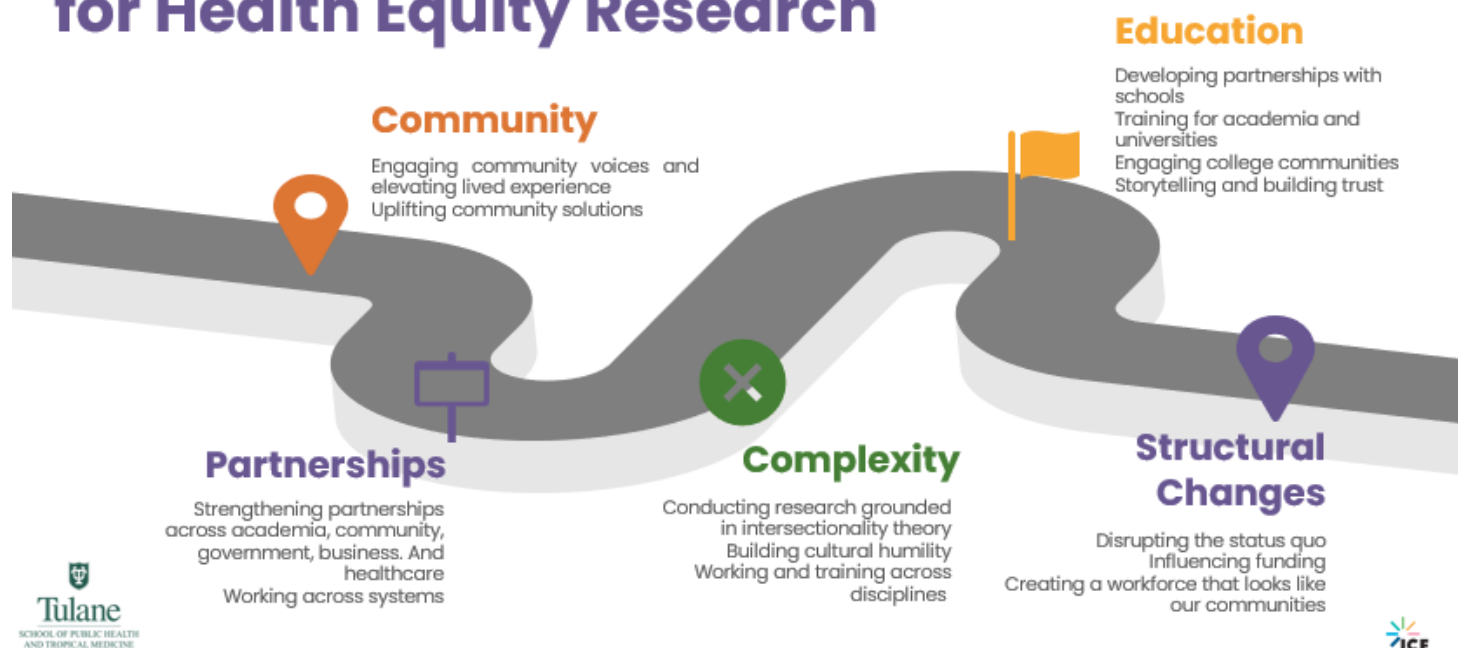 for Health Equity Research
Community
Engaging community voices and
elevating lived experience
Uplifting community solutions
Partnerships
Strengthening partnerships
across academia, community,
government, business. And
healthcare
Working across systems
Complexity
Conducting research grounded
in intersectionality theory
Building cultural humility
Working and training across
disciplines
Education
Developing partnerships with
schools
Training for academia and
universities
Engaging college communities
Storytelling and building trust
Structural
Changes
Disrupting the status quo
Influencing funding
Creating a workforce that looks like
our communities
Tulane
SCHOOL OF PUBLIC HEALTH
AND TROPICAL MEDICINE
ICF